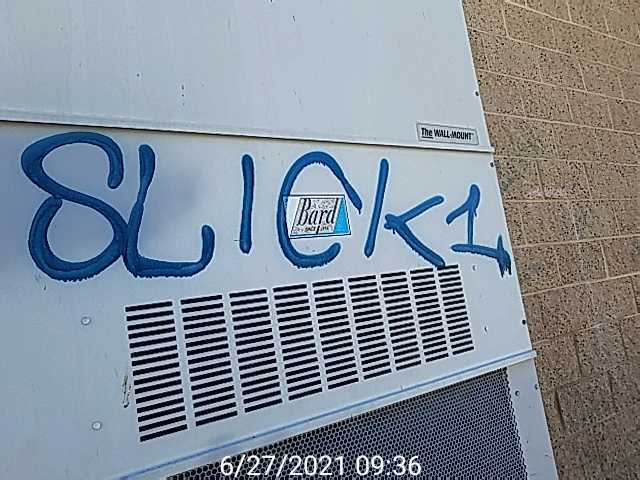 The WALL-MOUNT
SLICK1
Bard
6/27/2021 09:36